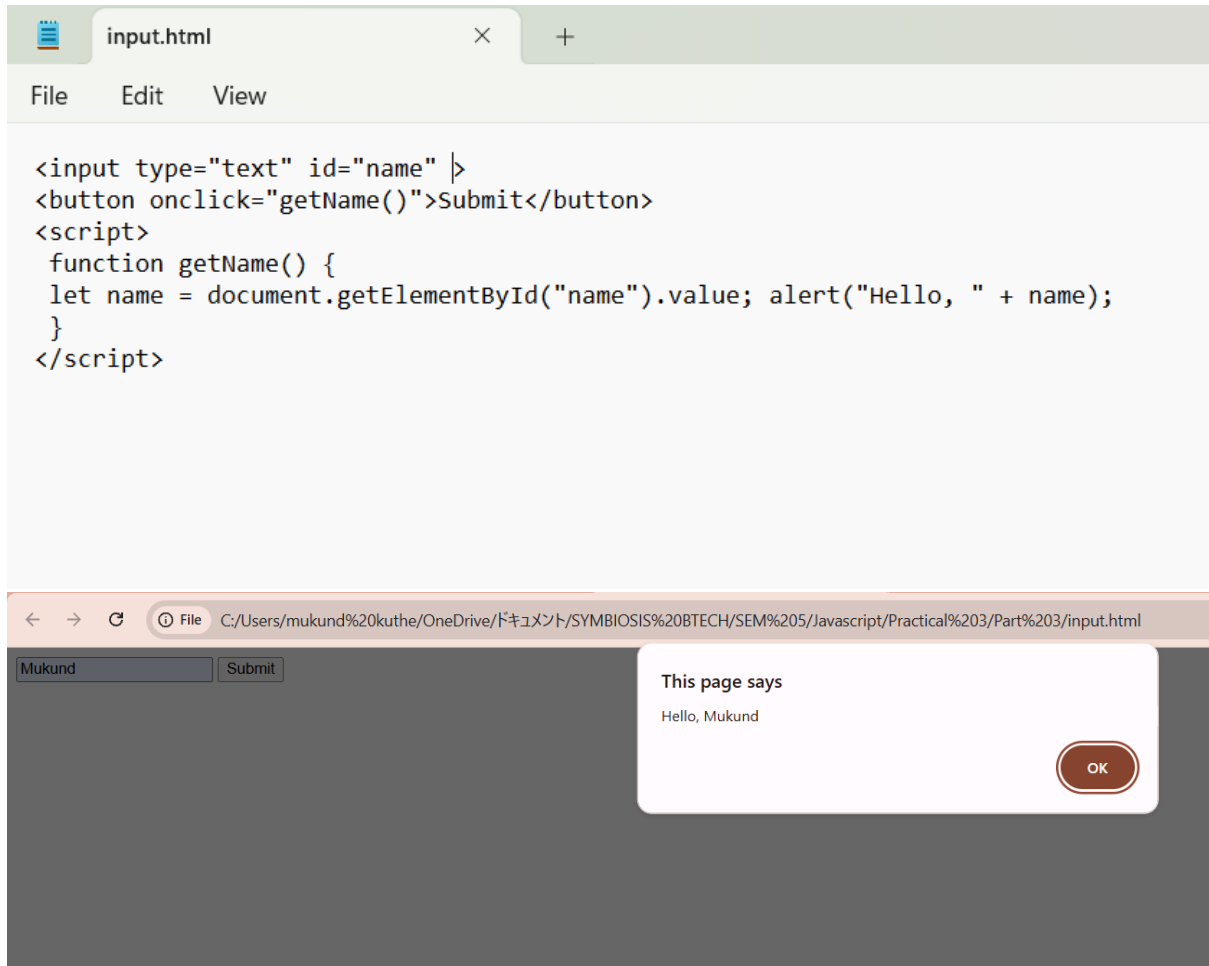 input.html
File Edit View
<input type="text" id="name" >
<button onclick="getName()">Submit</button>
<script>
function getName() {
let name = document.getElementById("name").value; alert("Hello, " + name);
}
</script>
File C:/Users/mukund%20kuthe/OneDrive/ドキュメント/SYMBIOSIS%20BTECH/SEM%205/Javascript/Practical%203/Part%203/input.html
Mukund Submit
This page says
Hello, Mukund
OK